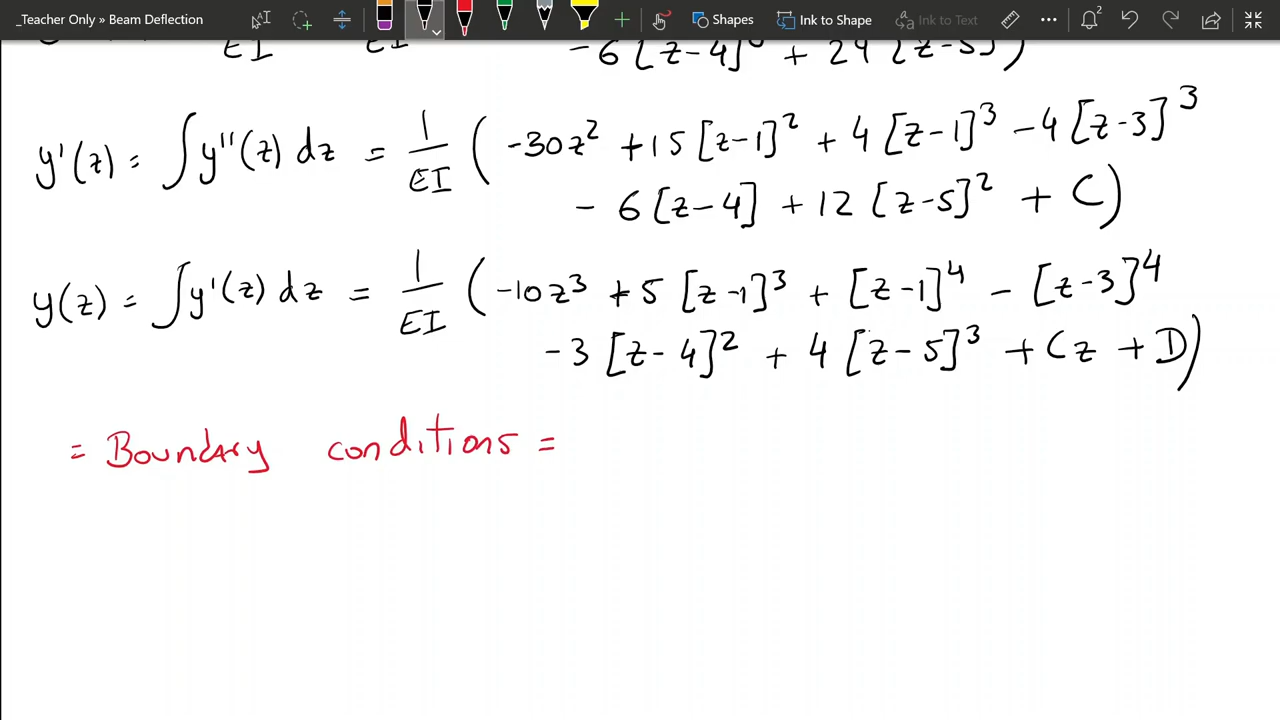 _Teacher Only » Beam Deflection
Shapes
Ink to Shape
Ink to Text
EI EI -6[z-4]⁰ + 24[z-5])
y'(z) = ∫y''(z) dz = 1/EI ( -30z² + 15[z-1]² + 4[z-1]³ - 4[z-3]³
- 6[z-4] + 12[z-5]² + C)
y(z) = ∫y'(z) dz = 1/EI ( -10z³ + 5[z-1]³ + [z-1]⁴ - [z-3]⁴
-3[z-4]² + 4[z-5]³ + Cz + D)
= Boundary conditions =